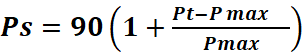 Ps = 90 (1 + (Pt−P max)/(Pmax))